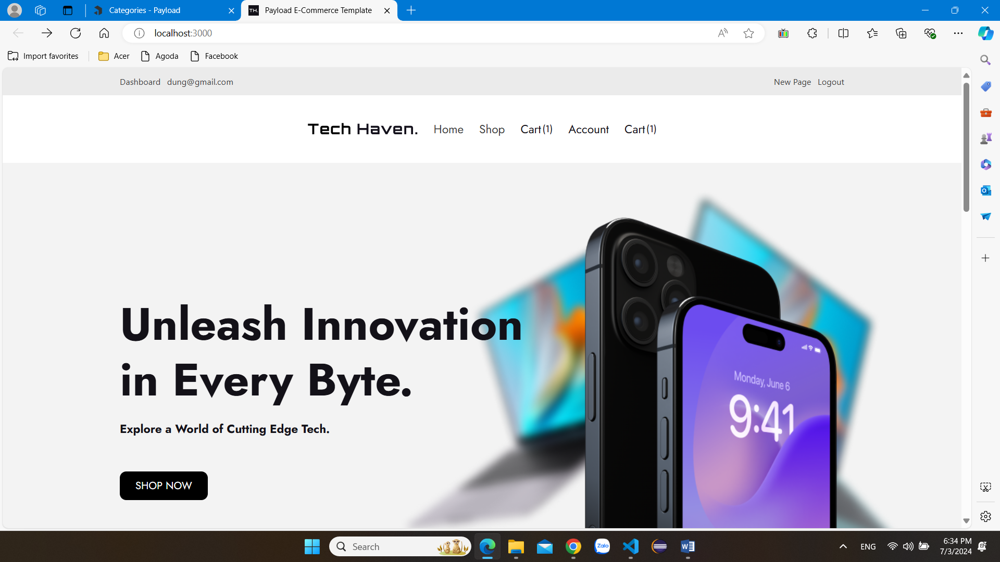 Categories - Payload
TH. Payload E-Commerce Template
localhost:3000
Import favorites Acer Agoda Facebook
Dashboard dung@gmail.com New Page Logout
Tech Haven. Home Shop Cart(1) Account Cart(1)
Unleash Innovation
in Every Byte.
Explore a World of Cutting Edge Tech.
SHOP NOW
Monday, June 6
9:41
Search Zalo ENG 6:34 PM
7/3/2024